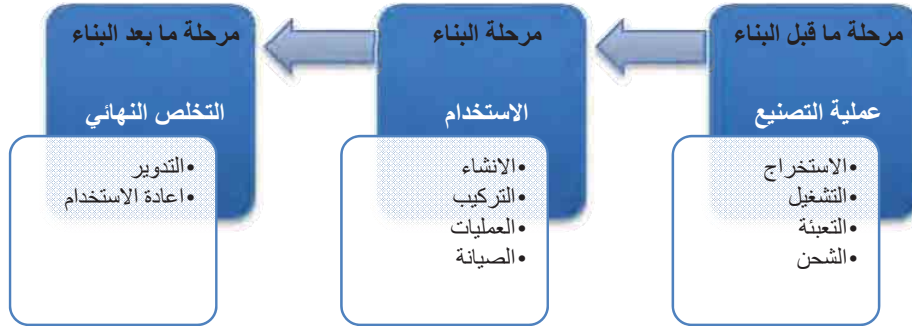 مرحلة ما قبل البناء
عملية التصنيع
•الاستخراج
•التشغيل
•التعبئة
•الشحن
مرحلة البناء
الاستخدام
•الانشاء
•التركيب
•العمليات
•الصيانة
مرحلة ما بعد البناء
التخلص النهائي
•التدوير
•اعادة الاستخدام